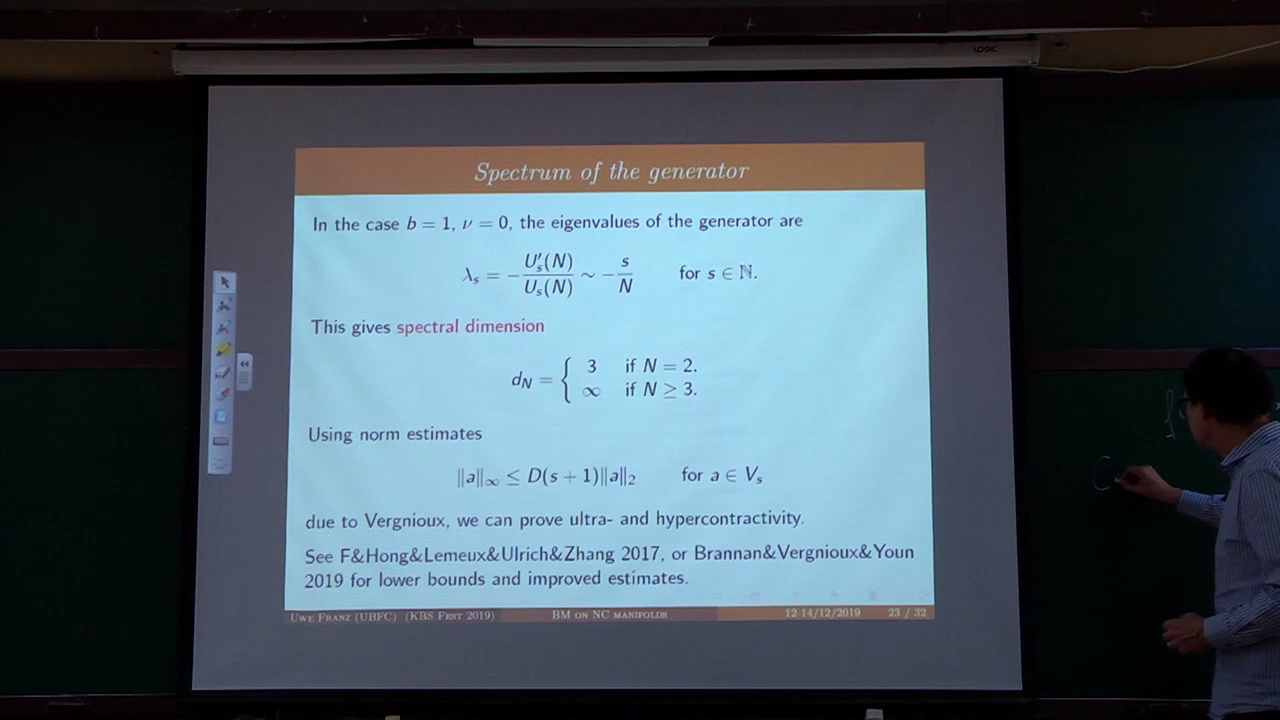 LOGIC
Spectrum of the generator
In the case b = 1, ν = 0, the eigenvalues of the generator are
λ_s = −U′_s(N)/U_s(N) ∼ −s/N for s ∈ ℕ.
This gives spectral dimension
d_N = { 3 if N = 2.
∞ if N ≥ 3.
Using norm estimates
‖a‖_∞ ≤ D(s + 1)‖a‖_2 for a ∈ V_s
due to Vergnioux, we can prove ultra- and hypercontractivity.
See F&Hong&Lemeux&Ulrich&Zhang 2017, or Brannan&Vergnioux&Youn
2019 for lower bounds and improved estimates.
Uwe Franz (UBFC) (KBS Fest 2019) BM on NC manifolds 12-14/12/2019 23 / 32